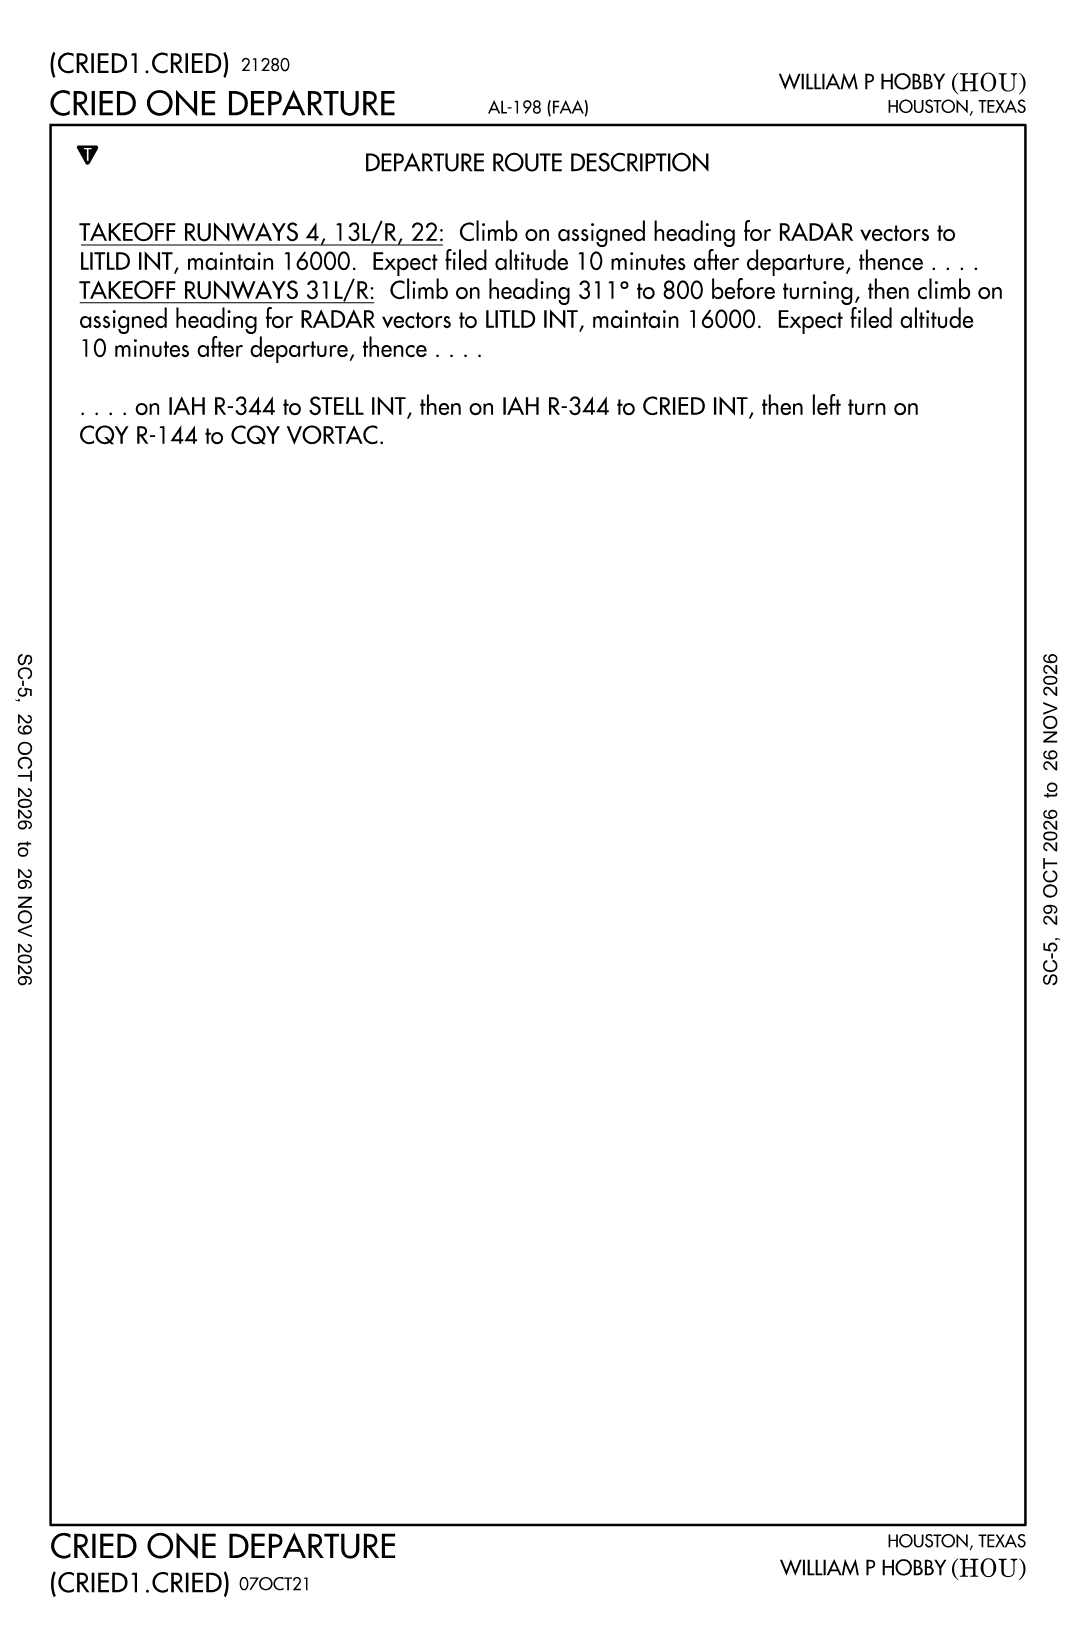 (CRIED1.CRIED) 21280
CRIED ONE DEPARTURE
AL-198 (FAA)
WILLIAM P HOBBY (HOU)
HOUSTON, TEXAS
T
DEPARTURE ROUTE DESCRIPTION
TAKEOFF RUNWAYS 4, 13L/R, 22: Climb on assigned heading for RADAR vectors to
LITLD INT, maintain 16000. Expect filed altitude 10 minutes after departure, thence . . . .
TAKEOFF RUNWAYS 31L/R: Climb on heading 311° to 800 before turning, then climb on
assigned heading for RADAR vectors to LITLD INT, maintain 16000. Expect filed altitude
10 minutes after departure, thence . . . .
. . . . on IAH R-344 to STELL INT, then on IAH R-344 to CRIED INT, then left turn on
CQY R-144 to CQY VORTAC.
SC-5, 29 OCT 2026 to 26 NOV 2026
SC-5, 29 OCT 2026 to 26 NOV 2026
CRIED ONE DEPARTURE
(CRIED1.CRIED) 07OCT21
HOUSTON, TEXAS
WILLIAM P HOBBY (HOU)